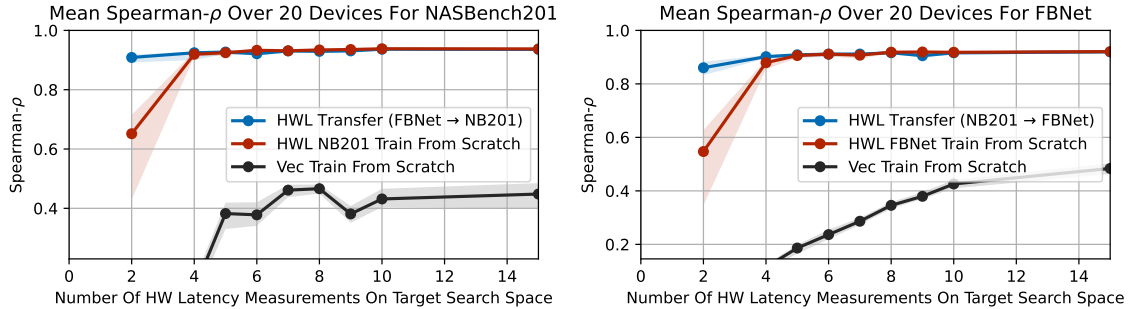 Mean Spearman-ρ Over 20 Devices For NASBench201
1.0
0.8
0.6
0.4
Spearman-ρ
HWL Transfer (FBNet → NB201)
HWL NB201 Train From Scratch
Vec Train From Scratch
0 2 4 6 8 10 12 14
Number Of HW Latency Measurements On Target Search Space
Mean Spearman-ρ Over 20 Devices For FBNet
1.0
0.8
0.6
0.4
0.2
Spearman-ρ
HWL Transfer (NB201 → FBNet)
HWL FBNet Train From Scratch
Vec Train From Scratch
0 2 4 6 8 10 12 14
Number Of HW Latency Measurements On Target Search Space